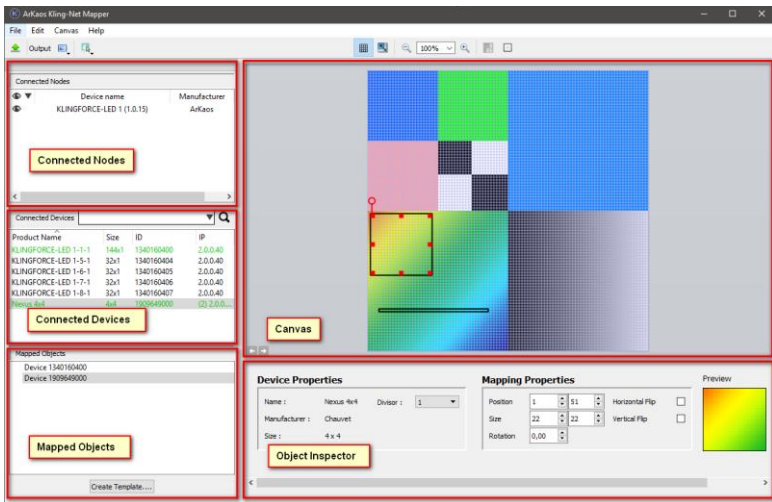 ArKaos Kling-Net Mapper
File Edit Canvas Help
Output
100%
Connected Nodes
Device name Manufacturer
KLINGFORCE-LED 1 (1.0.15) ArKaos
Connected Nodes
Connected Devices
Product Name Size ID IP
KLINGFORCE-LED 1-1-1 144x1 1340160400 2.0.0.40
KLINGFORCE-LED 1-5-1 32x1 1340160404 2.0.0.40
KLINGFORCE-LED 1-6-1 32x1 1340160405 2.0.0.40
KLINGFORCE-LED 1-7-1 32x1 1340160406 2.0.0.40
KLINGFORCE-LED 1-8-1 32x1 1340160407 2.0.0.40
Nexus 4x4 4x4 1909649000 (2) 2.0.0...
Connected Devices
Canvas
Mapped Objects
Device 1340160400
Device 1909649000
Mapped Objects
Create Template....
Device Properties
Name : Nexus 4x4 Divisor : 1
Manufacturer : Chauvet
Size : 4 x 4
Object Inspector
Mapping Properties
Position 1 51 Horizontal Flip
Size 22 22 Vertical Flip
Rotation 0,00
Preview